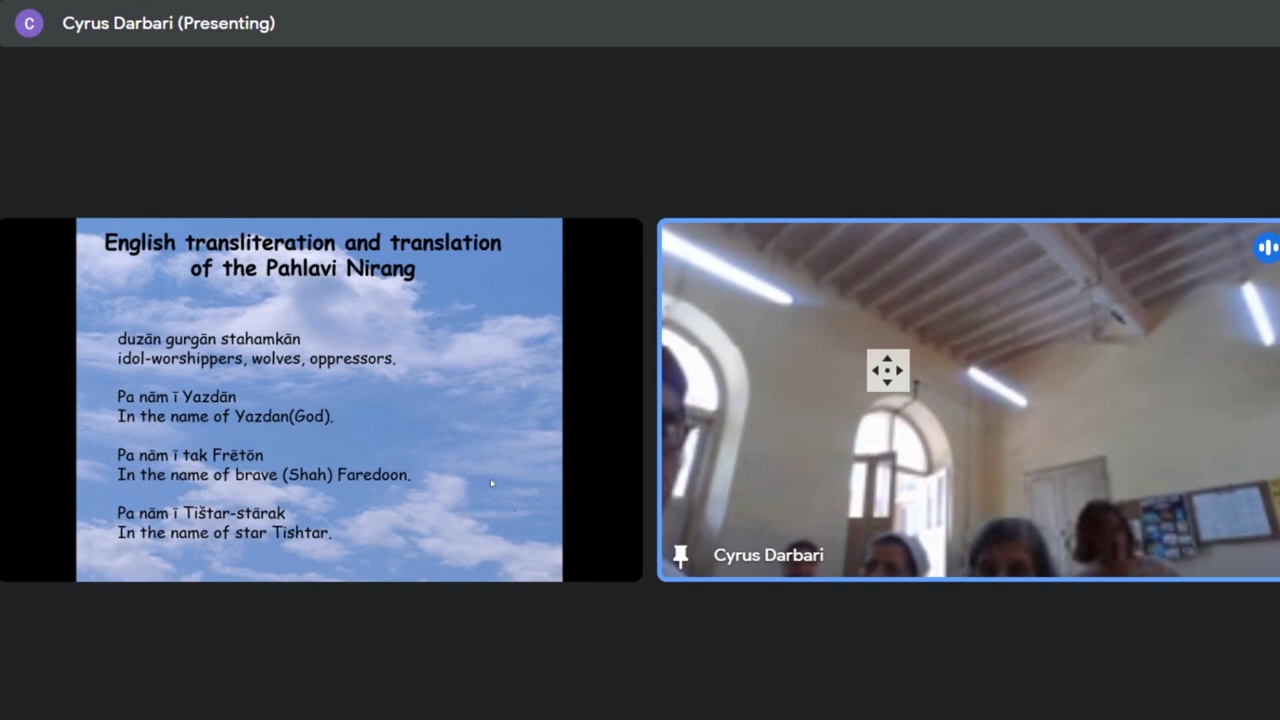 C
Cyrus Darbari (Presenting)
English transliteration and translation
of the Pahlavi Nirang
duzān gurgān stahamkān
idol-worshippers, wolves, oppressors.
Pa nām ī Yazdān
In the name of Yazdan(God).
Pa nām ī tak Frētōn
In the name of brave (Shah) Faredoon.
Pa nām ī Tištar-stārak
In the name of star Tishtar.
Cyrus Darbari